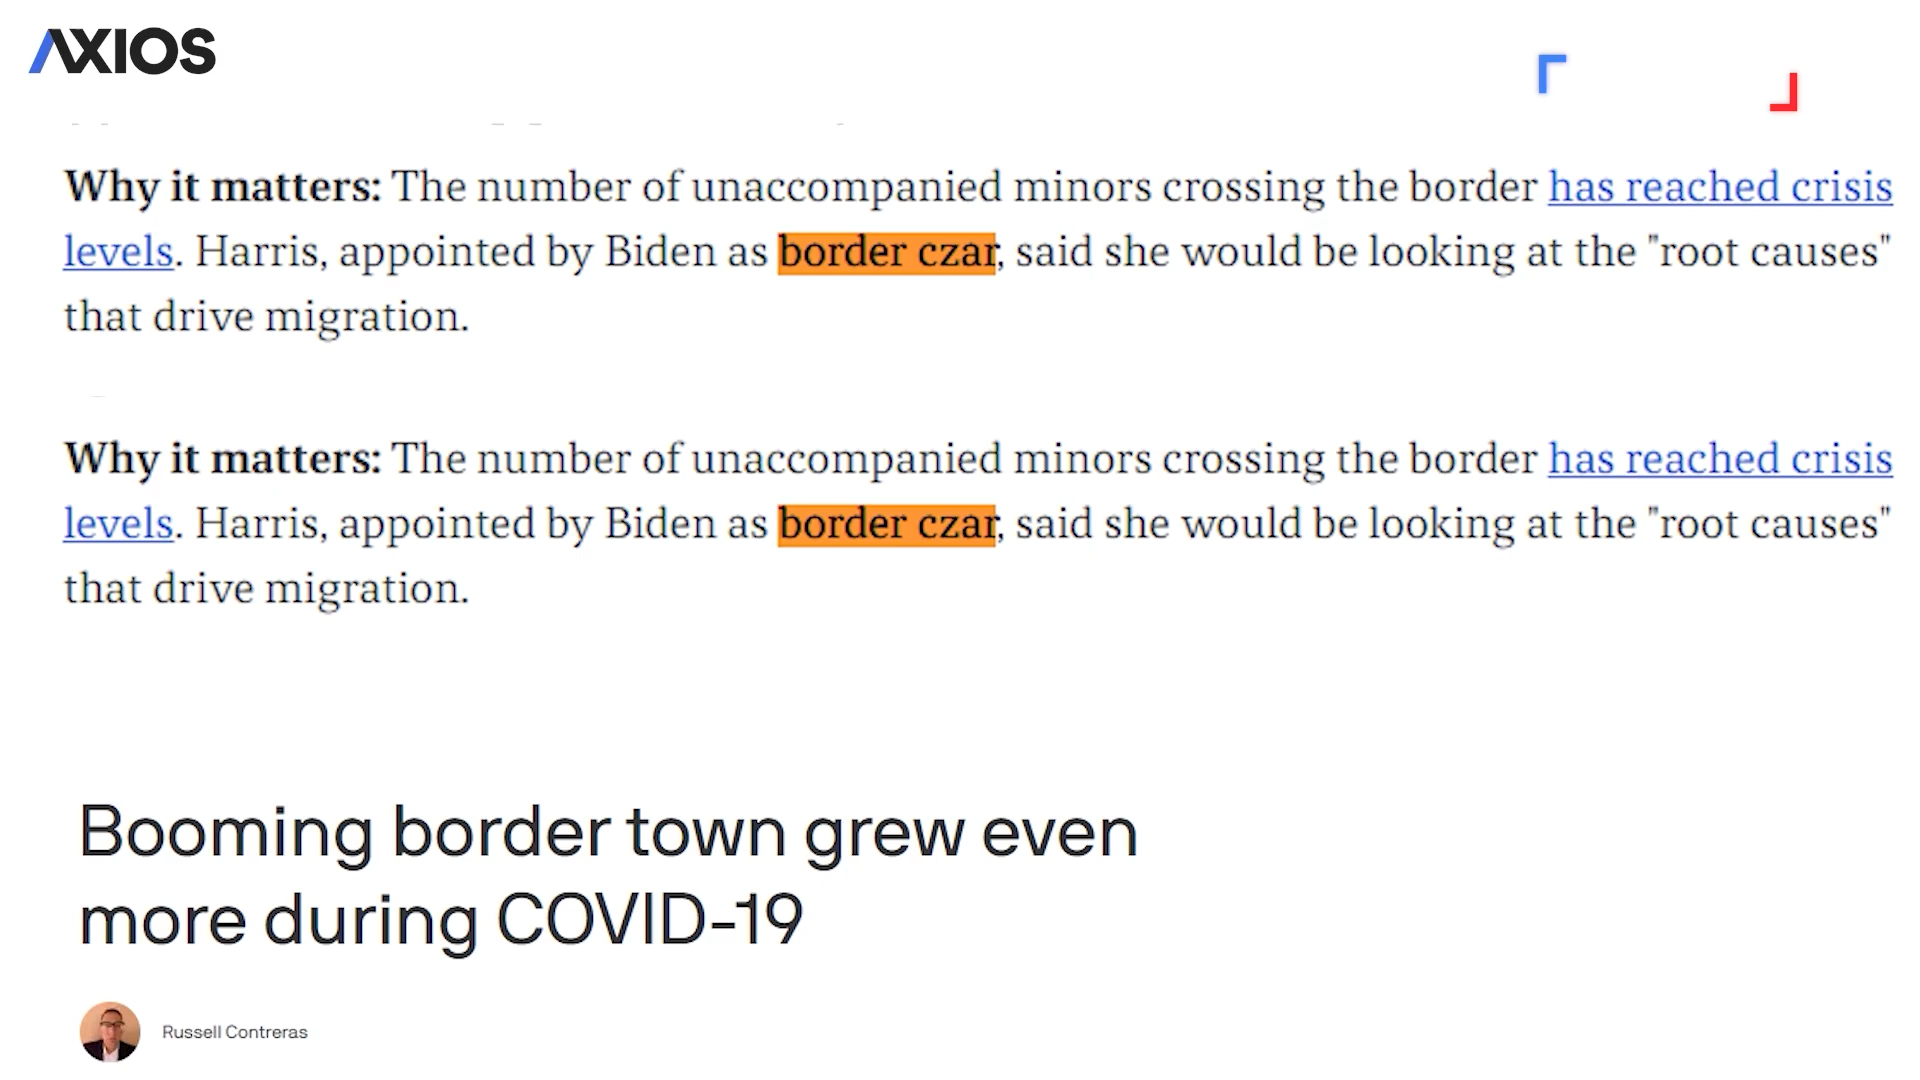 AXIOS
Why it matters: The number of unaccompanied minors crossing the border has reached crisis
levels. Harris, appointed by Biden as border czar, said she would be looking at the "root causes"
that drive migration.
Why it matters: The number of unaccompanied minors crossing the border has reached crisis
levels. Harris, appointed by Biden as border czar, said she would be looking at the "root causes"
that drive migration.
Booming border town grew even
more during COVID-19
Russell Contreras